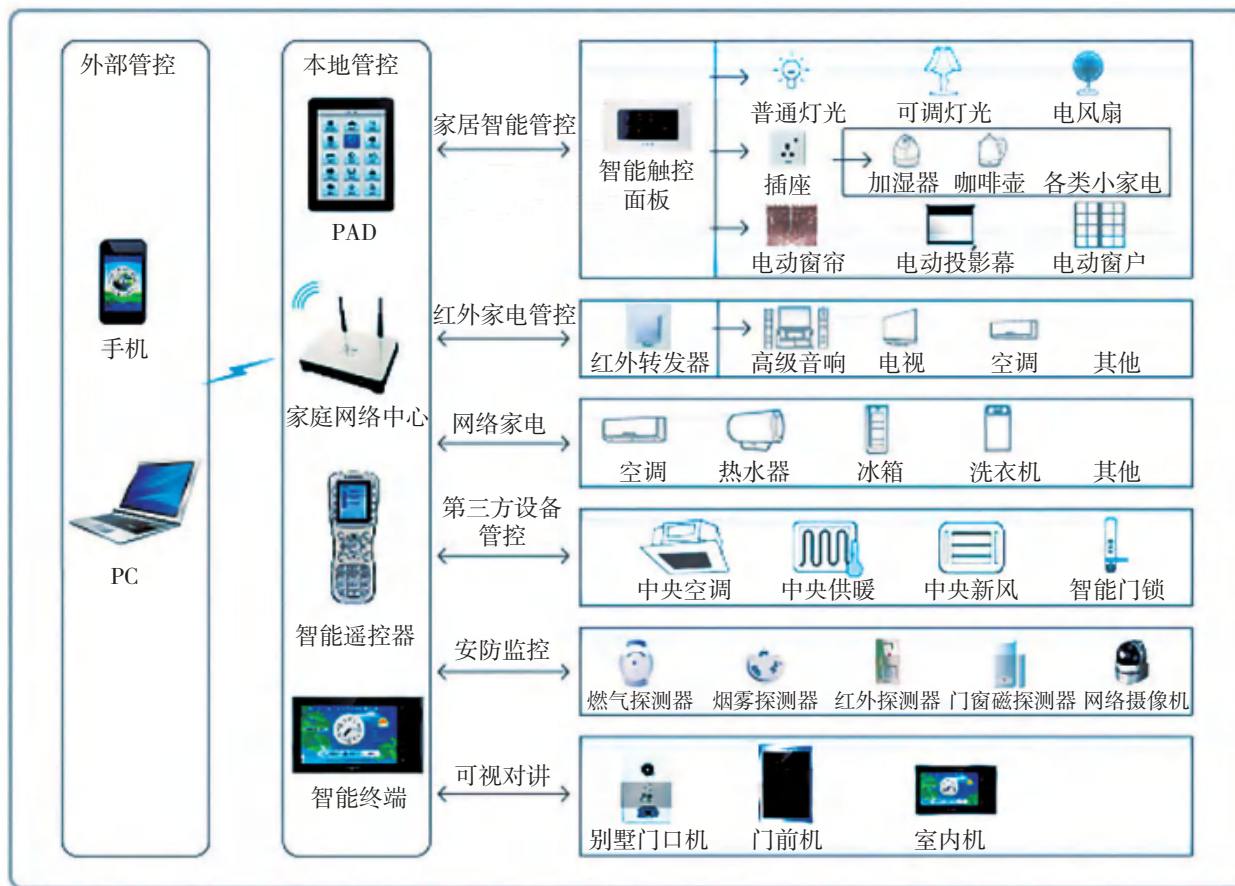 外部管控
手机
PC
本地管控
PAD
家庭网络中心
智能遥控器
智能终端
家居智能管控
智能触控
面板
普通灯光
可调灯光
电风扇
插座
加湿器
咖啡壶
各类小家电
电动窗帘
电动投影幕
电动窗户
红外家电管控
红外转发器
高级音响
电视
空调
其他
网络家电
空调
热水器
冰箱
洗衣机
其他
第三方设备
管控
中央空调
中央供暖
中央新风
智能门锁
安防监控
燃气探测器
烟雾探测器
红外探测器
门窗磁探测器
网络摄像机
可视对讲
别墅门口机
门前机
室内机